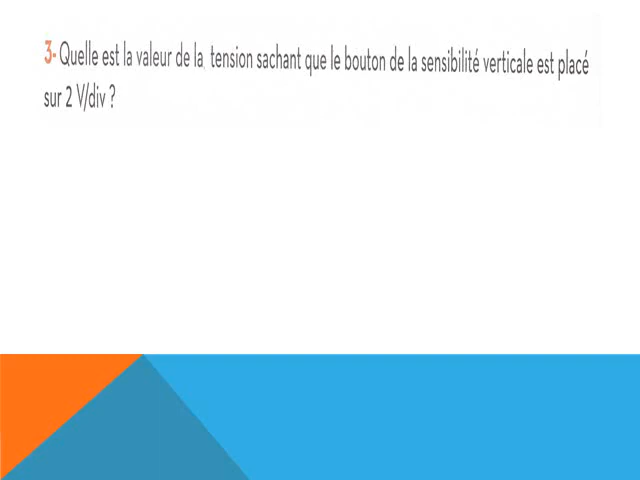 3- Quelle est la valeur de la tension sachant que le bouton de la sensibilité verticale est placé
sur 2 V/div ?